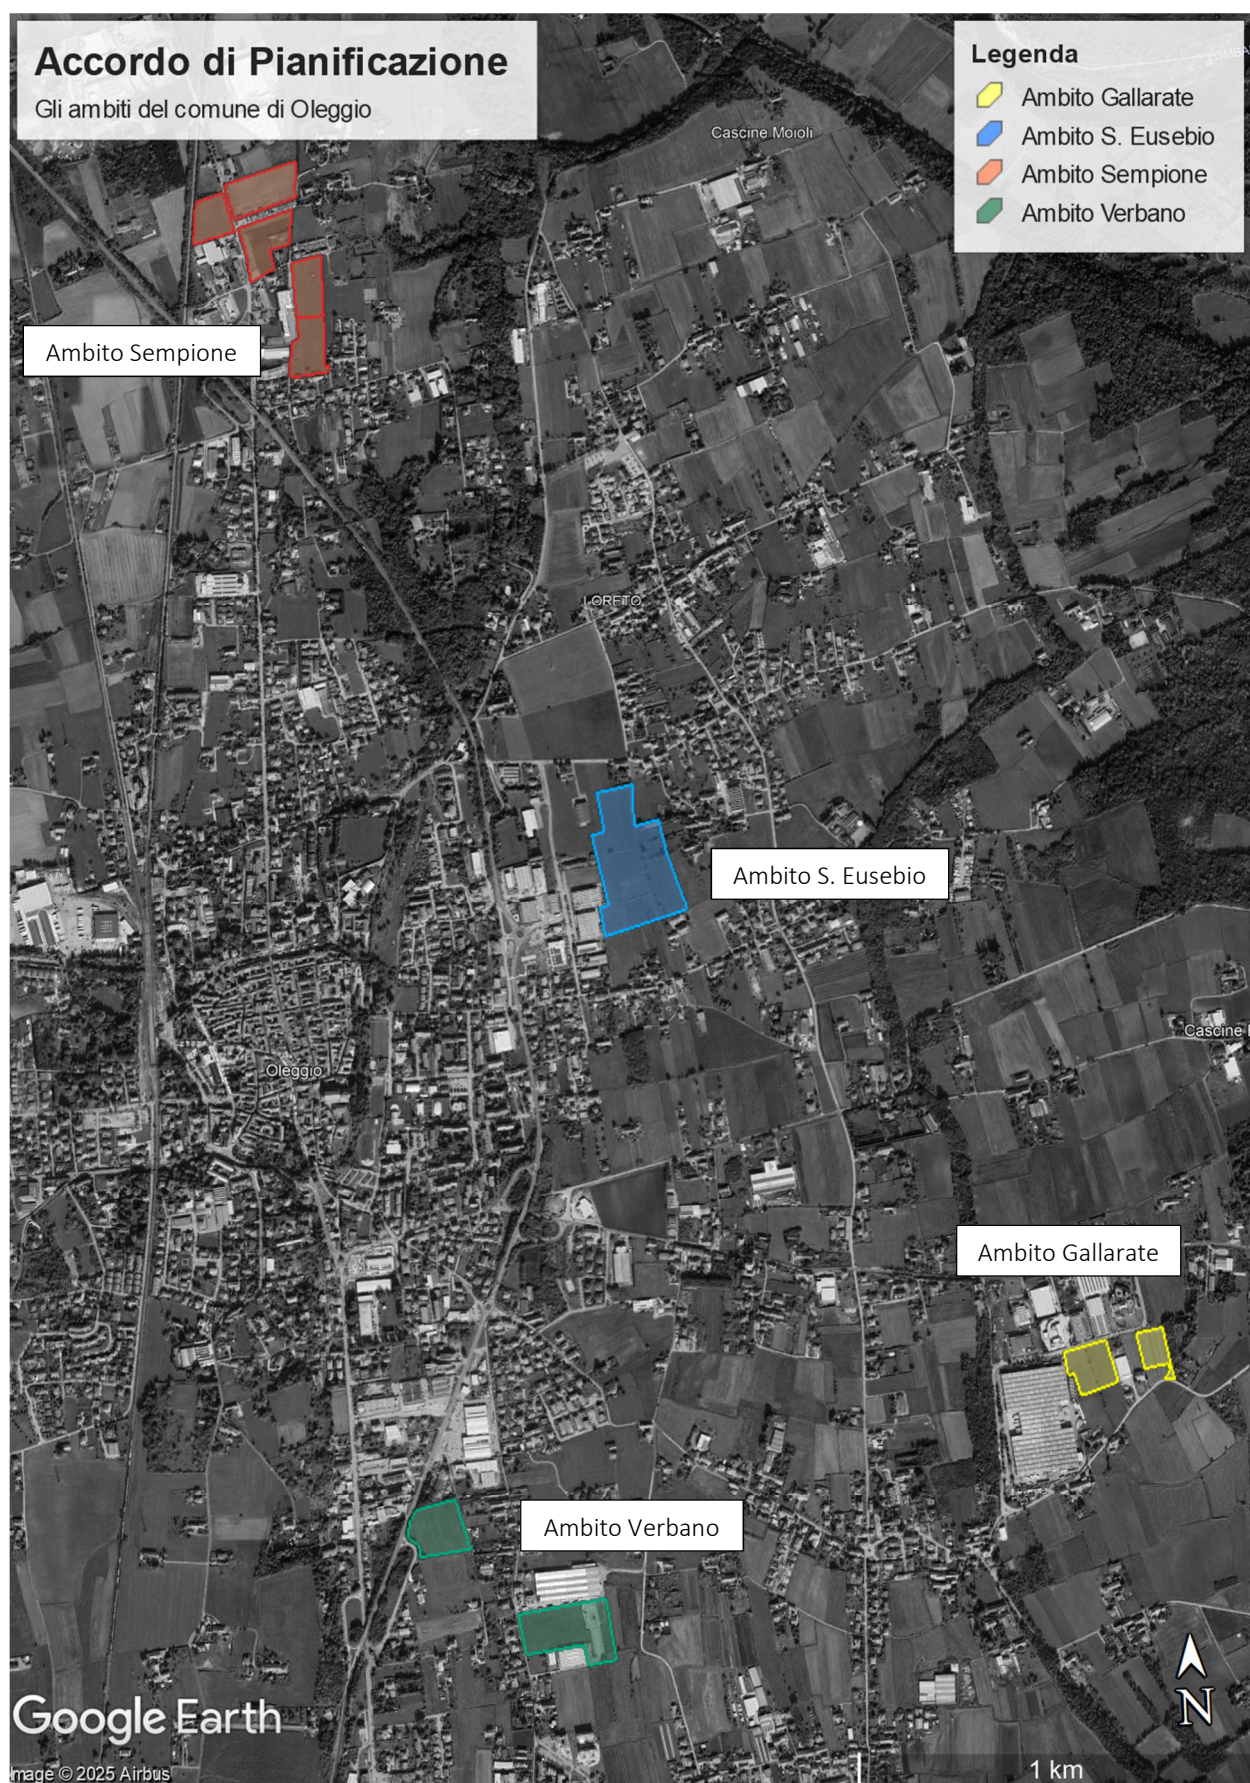 Accordo di Pianificazione
Gli ambiti del comune di Oleggio
Legenda
Ambito Gallarate
Ambito S. Eusebio
Ambito Sempione
Ambito Verbano
Cascine Moioli
Ambito Sempione
LORETO
Ambito S. Eusebio
Cascine
Oleggio
Ambito Gallarate
Ambito Verbano
N
Google Earth
Image © 2025 Airbus
1 km